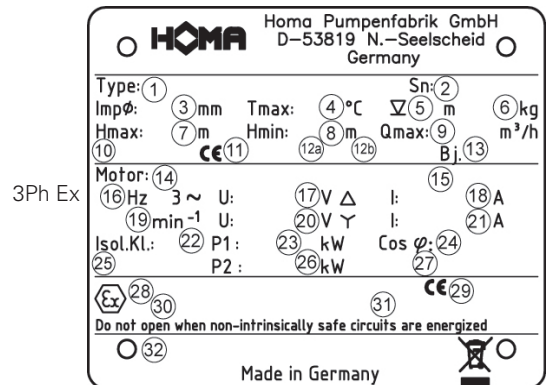 HOMA Homa Pumpenfabrik GmbH
D-53819 N.-Seelscheid
Germany
Type: 1 Sn: 2
ImpØ: 3 mm Tmax: 4 °C ▽ 5 m 6 kg
Hmax: 7 m Hmin: 8 m Qmax: 9 m³/h
10 CE 11 12a 12b Bj. 13
Motor: 14 15
3Ph Ex 16 Hz 3~ U: 17 V △ I: 18 A
19 min⁻¹ U: 20 V Y I: 21 A
Isol.Kl.: 22 P1: 23 kW Cos φ: 24
25 P2: 26 kW 27
Ex 28 CE 29
30 31
Do not open when non-intrinsically safe circuits are energized
32
Made in Germany